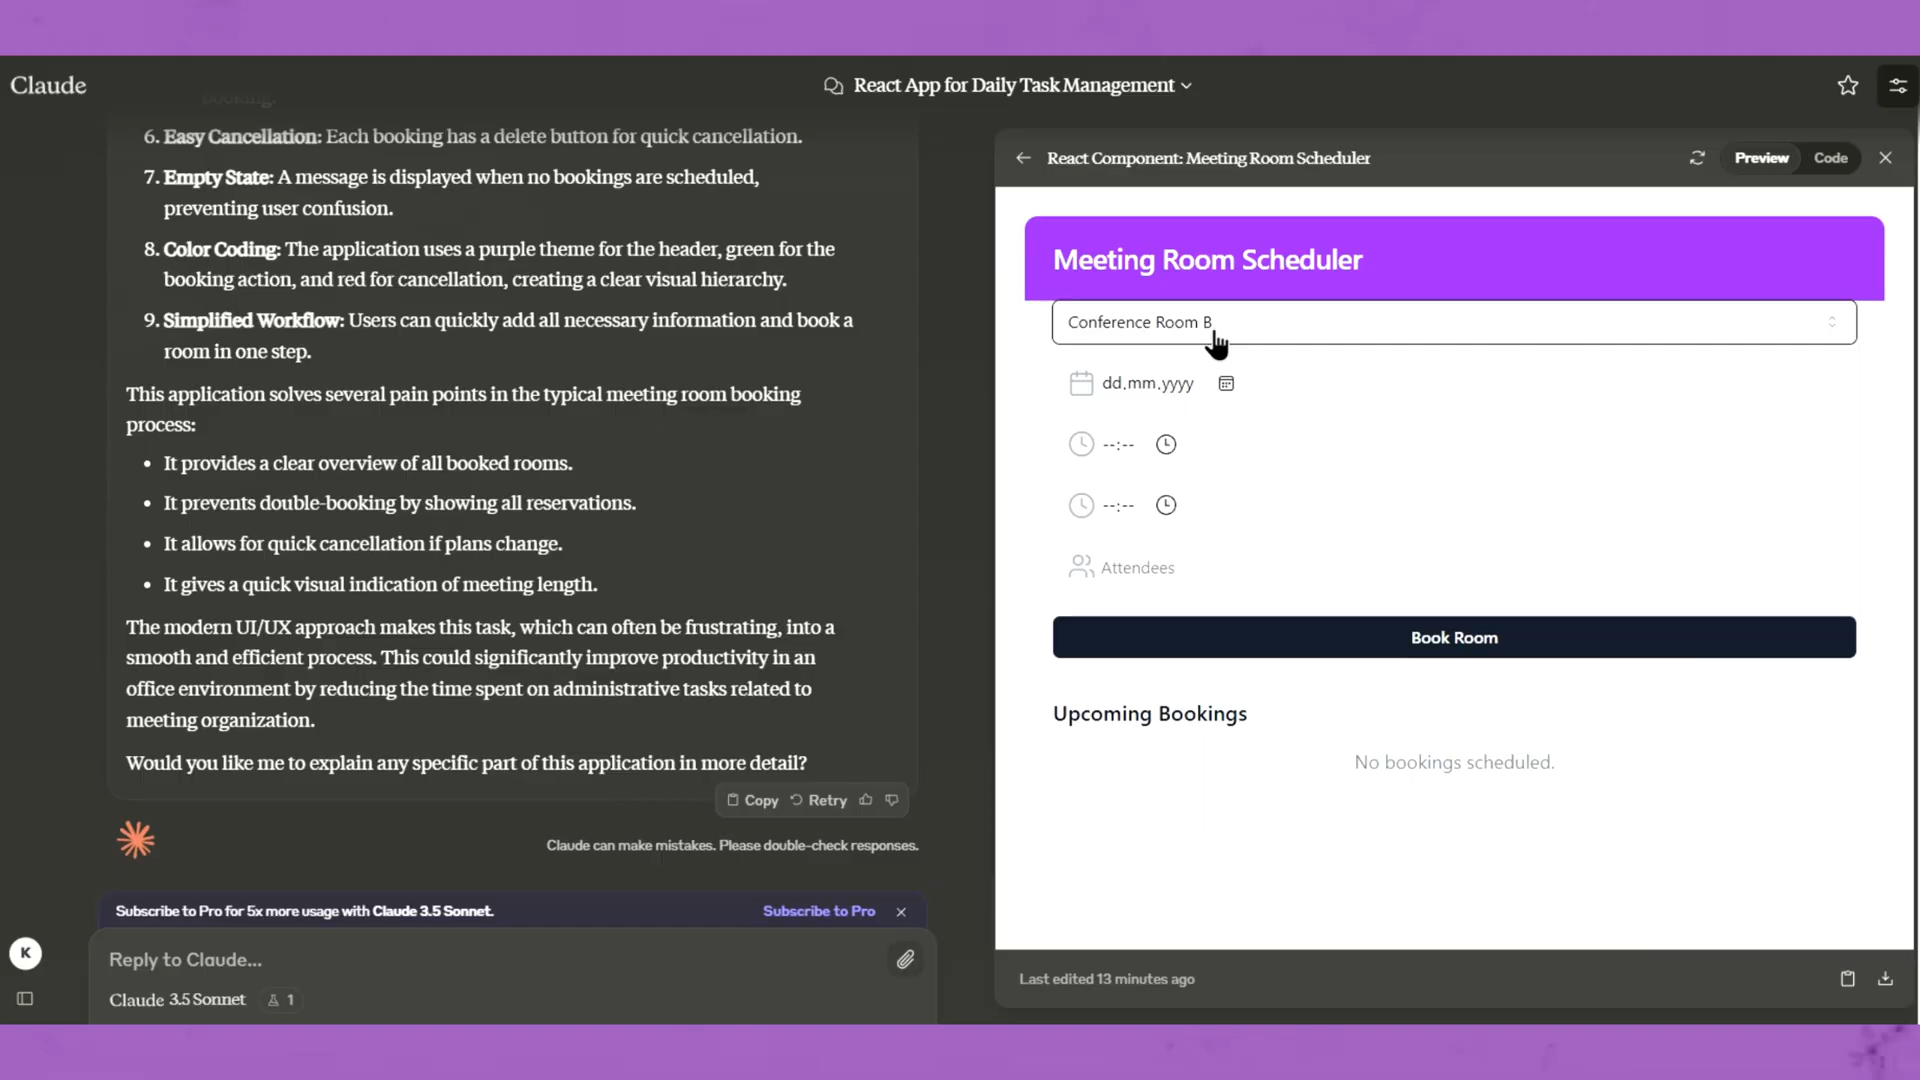 Claude
React App for Daily Task Management
booking.
6. Easy Cancellation: Each booking has a delete button for quick cancellation.
7. Empty State: A message is displayed when no bookings are scheduled,
preventing user confusion.
8. Color Coding: The application uses a purple theme for the header, green for the
booking action, and red for cancellation, creating a clear visual hierarchy.
9. Simplified Workflow: Users can quickly add all necessary information and book a
room in one step.
This application solves several pain points in the typical meeting room booking
process:
• It provides a clear overview of all booked rooms.
• It prevents double-booking by showing all reservations.
• It allows for quick cancellation if plans change.
• It gives a quick visual indication of meeting length.
The modern UI/UX approach makes this task, which can often be frustrating, into a
smooth and efficient process. This could significantly improve productivity in an
office environment by reducing the time spent on administrative tasks related to
meeting organization.
Would you like me to explain any specific part of this application in more detail?
Copy Retry
Claude can make mistakes. Please double-check responses.
Subscribe to Pro for 5x more usage with Claude 3.5 Sonnet.
Subscribe to Pro
K
Reply to Claude...
Claude 3.5 Sonnet 1
React Component: Meeting Room Scheduler
Preview Code
Meeting Room Scheduler
Conference Room B
dd.mm.yyyy
--:--
--:--
Attendees
Book Room
Upcoming Bookings
No bookings scheduled.
Last edited 13 minutes ago